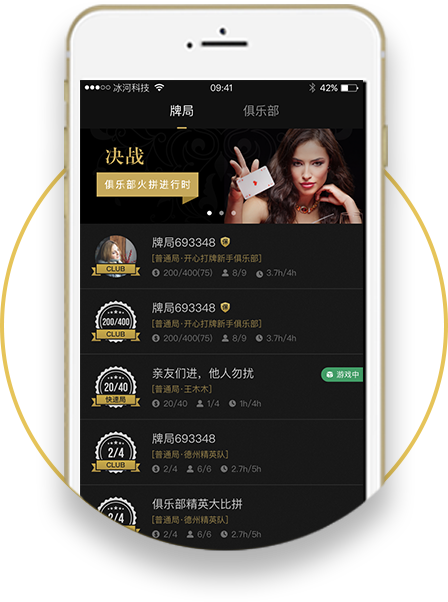 ●●●○○ 冰河科技 09:41 42%
牌局 俱乐部
决战
俱乐部火拼进行时
牌局693348
CLUB
[普通局·开心打牌新手俱乐部]
200/400(75) 8/9 3.7h/4h
牌局693348
200/400
CLUB
[普通局·开心打牌新手俱乐部]
200/400 8/9 3.7h/4h
亲友们进，他人勿扰
游戏中
20/40
快速局
[普通局·王木木]
20/40 1/4 1h/4h
牌局693348
2/4
CLUB
[普通局·德州精英队]
2/4 6/6 2.7h/5h
俱乐部精英大比拼
2/4
[普通局·德州精英队]
2/4 6/6 2.7h/5h